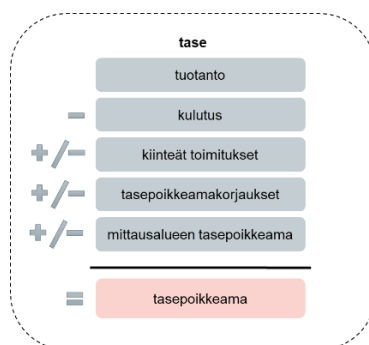 tase
tuotanto
− kulutus
+/− kiinteät toimitukset
+/− tasepoikkeamakorjaukset
+/− mittausalueen tasepoikkeama
= tasepoikkeama